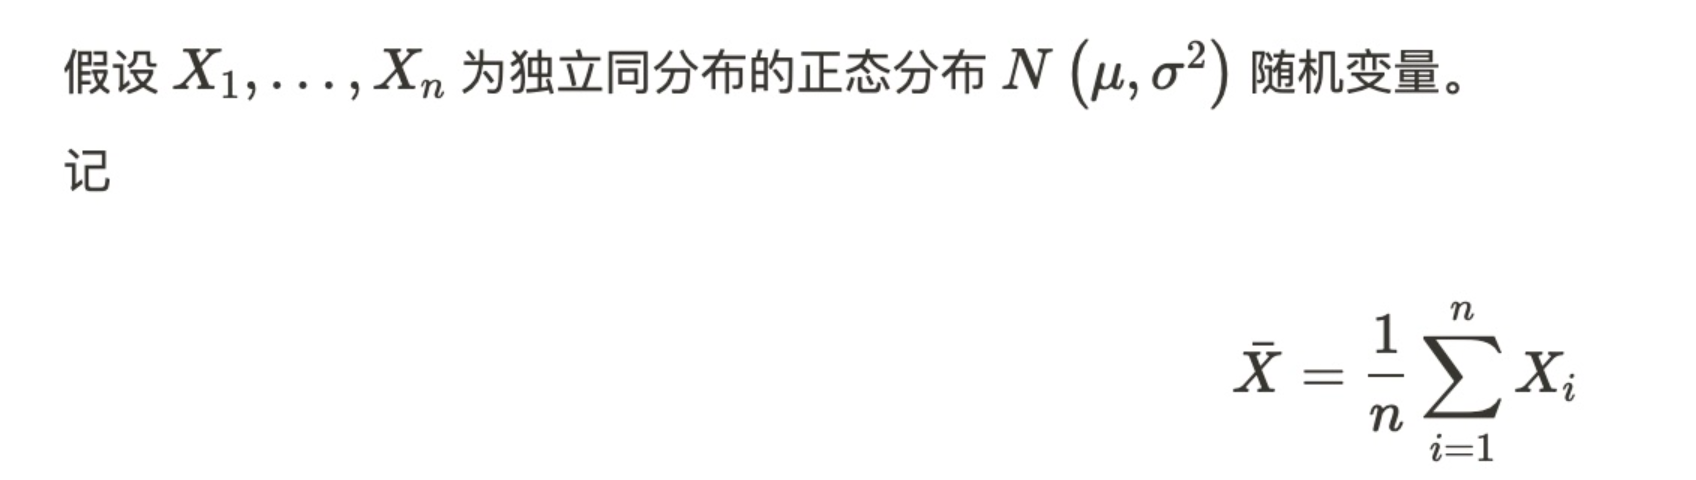 假设 $X_1, \ldots, X_n$ 为独立同分布的正态分布 $N\left(\mu, \sigma^2\right)$ 随机变量。
记
$\bar{X} = \frac{1}{n} \sum_{i=1}^{n} X_i$